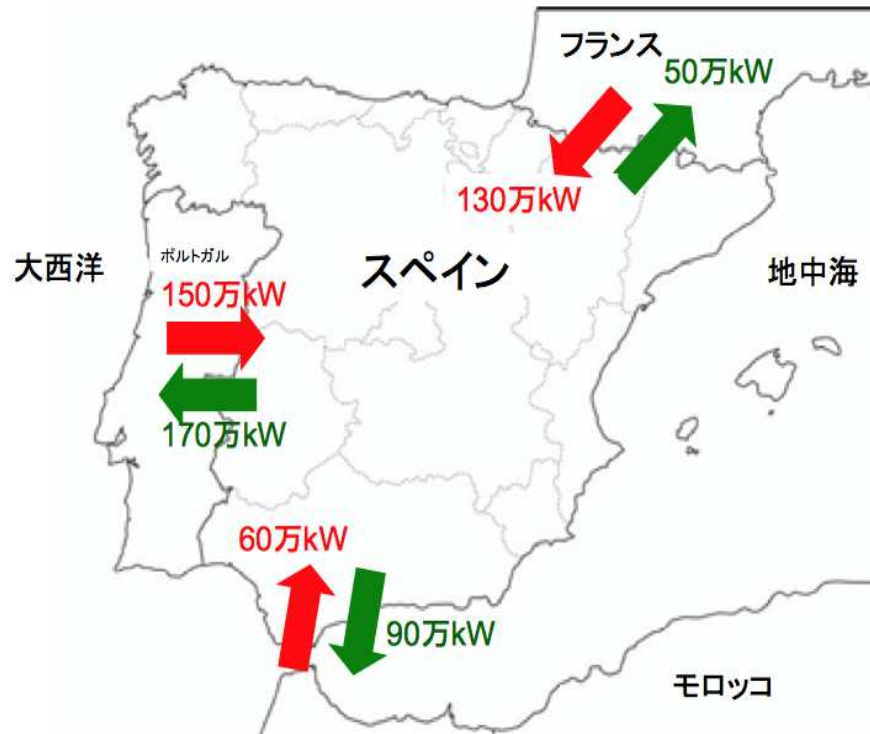 フランス
50万kW
130万kW
大西洋
ポルトガル
スペイン
地中海
150万kW
170万kW
60万kW
90万kW
モロッコ